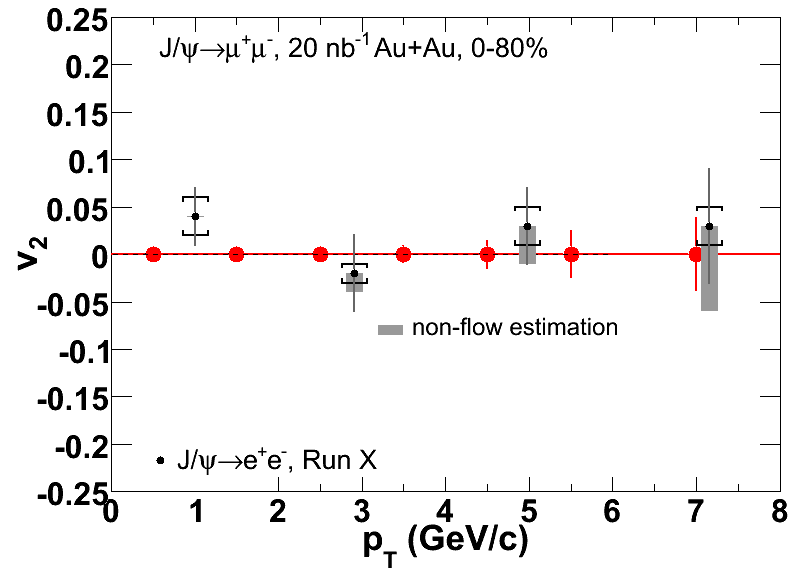 0.25
J/ψ→μ⁺μ⁻, 20 nb⁻¹ Au+Au, 0-80%
0.2
0.15
0.1
0.05
v₂
0
-0.05
non-flow estimation
-0.1
-0.15
-0.2
J/ψ→e⁺e⁻, Run X
-0.25
0 1 2 3 4 5 6 7 8
p_T (GeV/c)